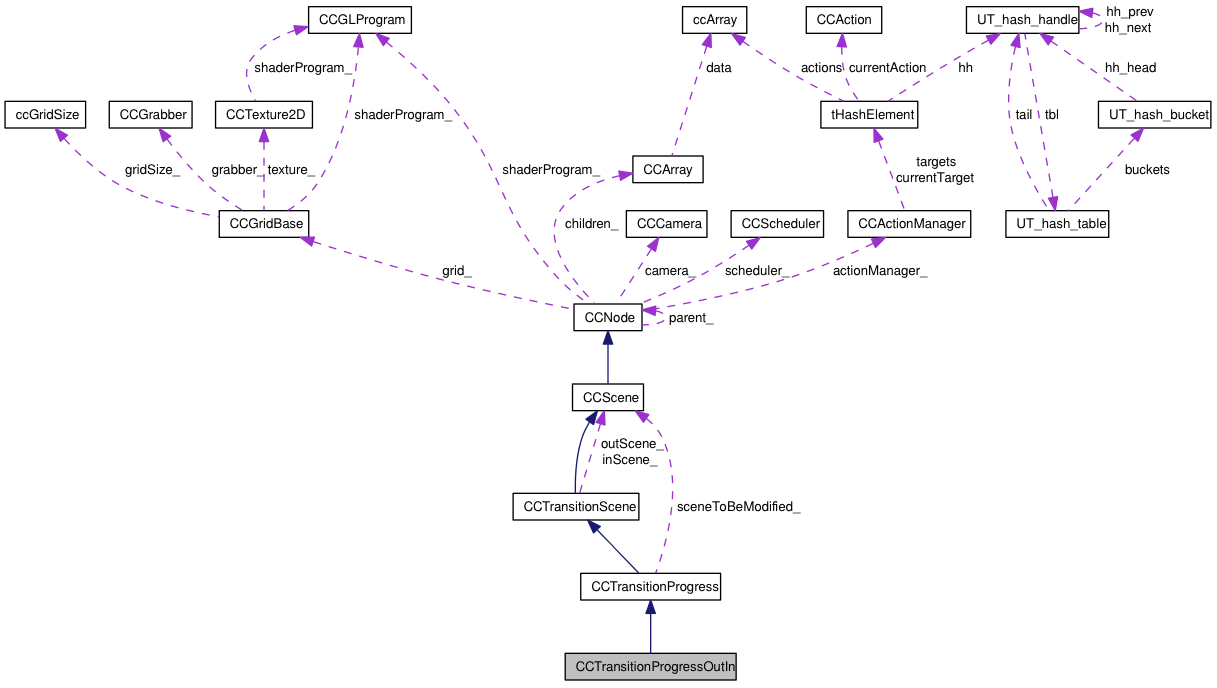 CCGLProgram
ccArray
CCAction
UT_hash_handle
hh_prev
hh_next
shaderProgram_
data
actions
currentAction
hh
hh_head
ccGridSize
CCGrabber
CCTexture2D
shaderProgram_
tHashElement
tail
tbl
UT_hash_bucket
gridSize_
grabber_
texture_
shaderProgram_
CCArray
targets
currentTarget
buckets
CCGridBase
children_
CCCamera
CCScheduler
CCActionManager
UT_hash_table
grid_
camera_
scheduler_
actionManager_
CCNode
parent_
CCScene
outScene_
inScene_
CCTransitionScene
sceneToBeModified_
CCTransitionProgress
CCTransitionProgressOutIn